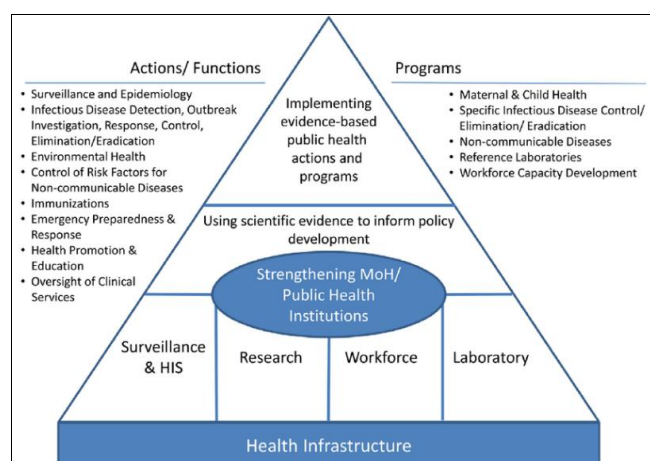 Actions/ Functions
• Surveillance and Epidemiology
• Infectious Disease Detection, Outbreak
Investigation, Response, Control,
Elimination/Eradication
• Environmental Health
• Control of Risk Factors for
Non-communicable Diseases
• Immunizations
• Emergency Preparedness &
Response
• Health Promotion &
Education
• Oversight of Clinical
Services
Programs
• Maternal & Child Health
• Specific Infectious Disease Control/
Elimination/ Eradication
• Non-communicable Diseases
• Reference Laboratories
• Workforce Capacity Development
Implementing
evidence-based
public health
actions and
programs
Using scientific evidence to inform policy
development
Strengthening MoH/
Public Health
Institutions
Surveillance
& HIS
Research
Workforce
Laboratory
Health Infrastructure